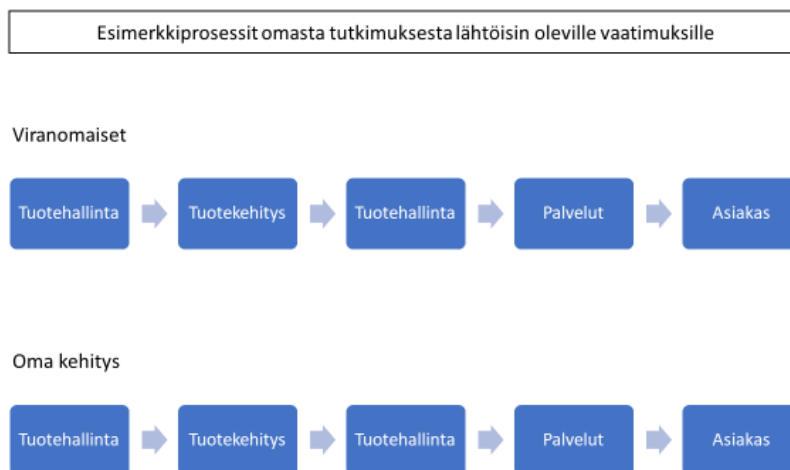 Esimerkkiprosessit omasta tutkimuksesta lähtöisin oleville vaatimuksille
Viranomaiset
Tuotehallinta
Tuotekehitys
Tuotehallinta
Palvelut
Asiakas
Oma kehitys
Tuotehallinta
Tuotekehitys
Tuotehallinta
Palvelut
Asiakas